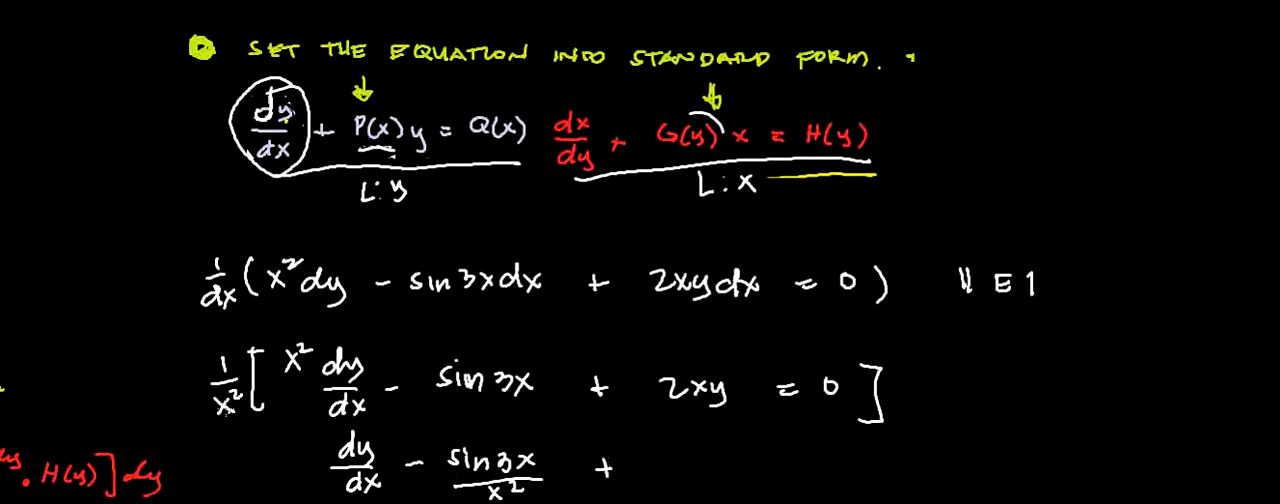 SET THE EQUATION INTO STANDARD FORM.
dy/dx + P(x) y = Q(x) dx/dy + G(y) x = H(y)
L: y L: x
1/dx (x² dy - sin 3x dx + 2xy dx = 0) // E1
1/x² [ x² dy/dx - sin 3x + 2xy = 0 ]
dy/dx - sin 3x/x² +
. H(y) ] dy